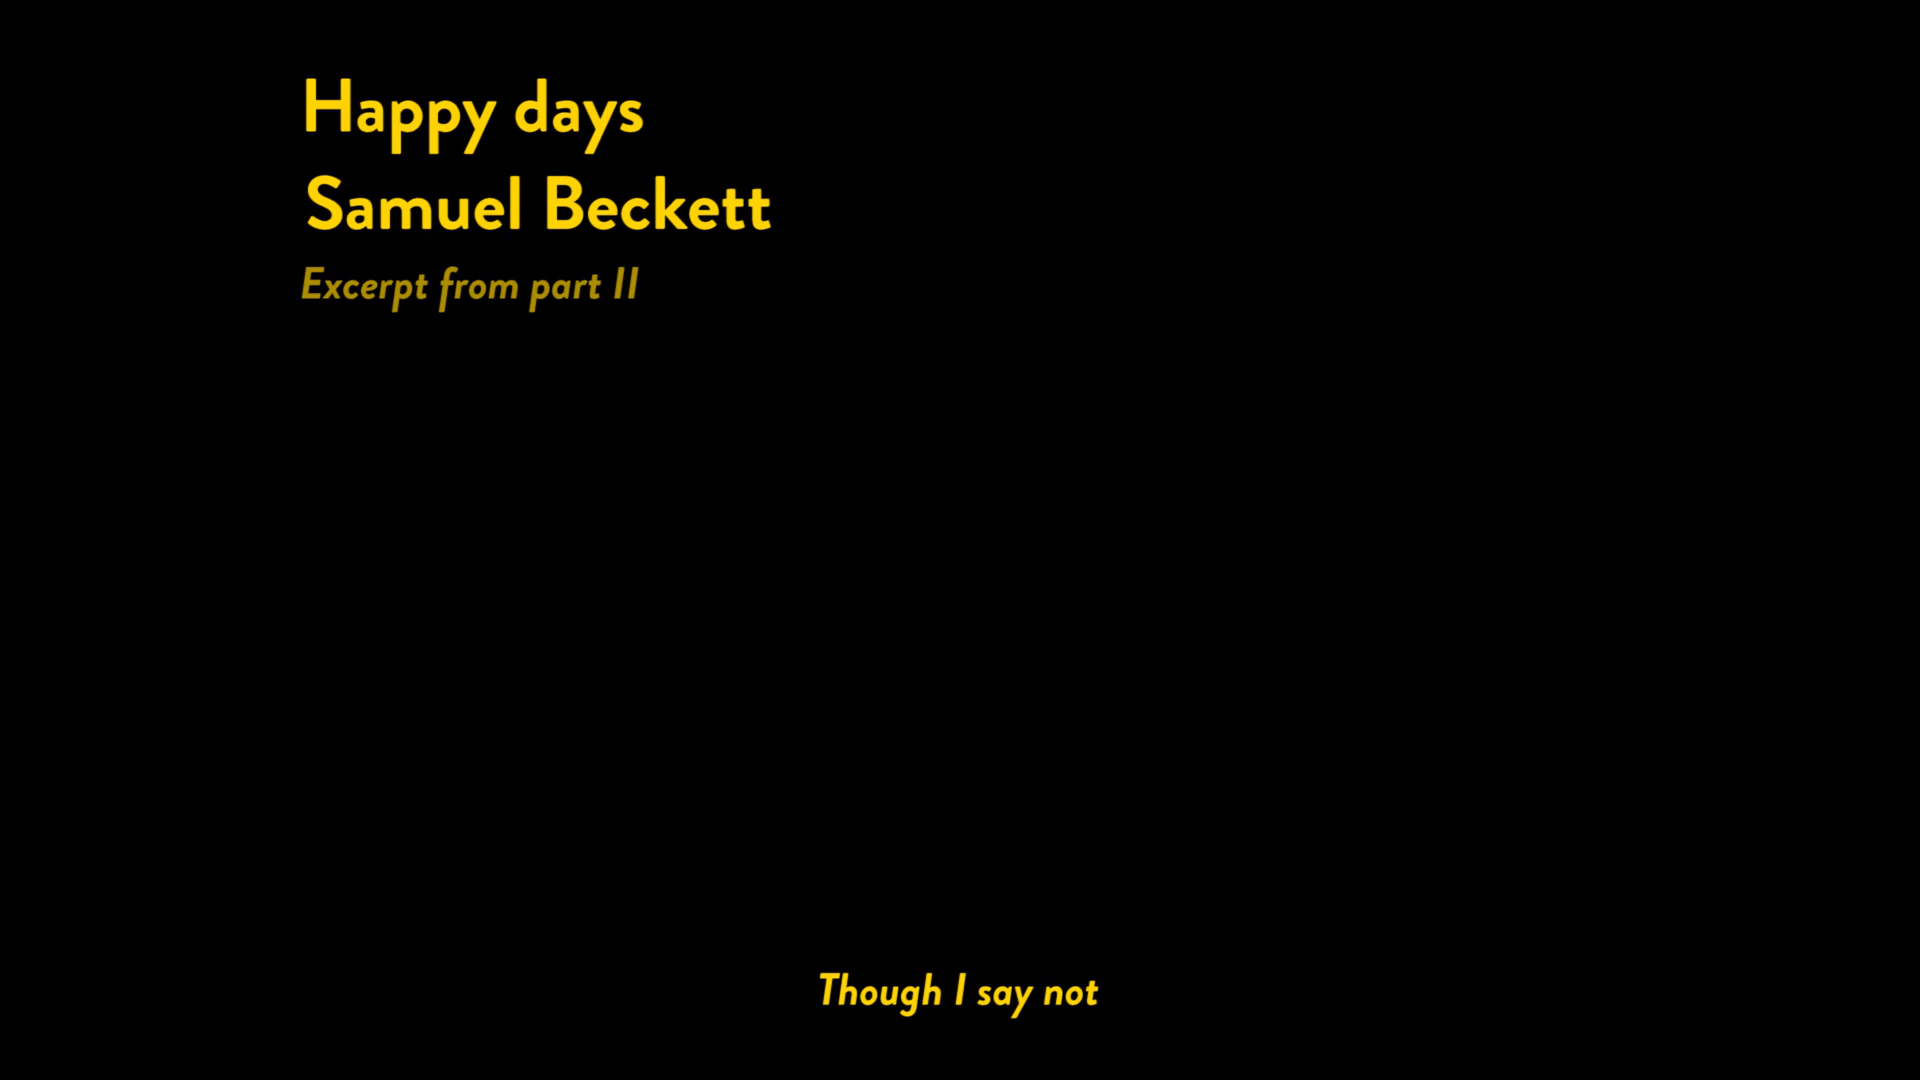 Happy days
Samuel Beckett
Excerpt from part II
Though I say not